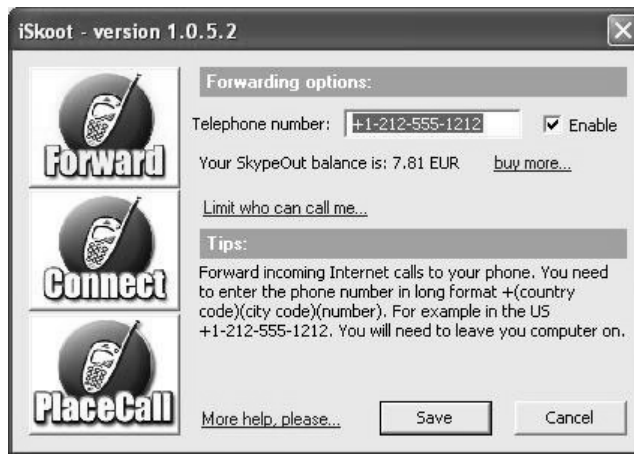 iSkoot - version 1.0.5.2
Forward
Connect
PlaceCall
Forwarding options:
Telephone number: +1-212-555-1212 Enable
Your SkypeOut balance is: 7.81 EUR buy more...
Limit who can call me...
Tips:
Forward incoming Internet calls to your phone. You need
to enter the phone number in long format +(country
code)(city code)(number). For example in the US
+1-212-555-1212. You will need to leave you computer on.
More help, please... Save Cancel